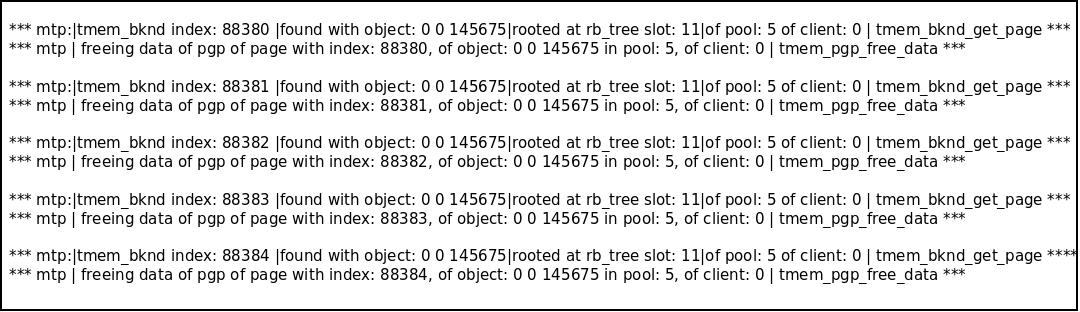 *** mtp:|tmem_bknd index: 88380 |found with object: 0 0 145675|rooted at rb_tree slot: 11|of pool: 5 of client: 0 | tmem_bknd_get_page ***
*** mtp | freeing data of pgp of page with index: 88380, of object: 0 0 145675 in pool: 5, of client: 0 | tmem_pgp_free_data ***
*** mtp:|tmem_bknd index: 88381 |found with object: 0 0 145675|rooted at rb_tree slot: 11|of pool: 5 of client: 0 | tmem_bknd_get_page ***
*** mtp | freeing data of pgp of page with index: 88381, of object: 0 0 145675 in pool: 5, of client: 0 | tmem_pgp_free_data ***
*** mtp:|tmem_bknd index: 88382 |found with object: 0 0 145675|rooted at rb_tree slot: 11|of pool: 5 of client: 0 | tmem_bknd_get_page ***
*** mtp | freeing data of pgp of page with index: 88382, of object: 0 0 145675 in pool: 5, of client: 0 | tmem_pgp_free_data ***
*** mtp:|tmem_bknd index: 88383 |found with object: 0 0 145675|rooted at rb_tree slot: 11|of pool: 5 of client: 0 | tmem_bknd_get_page ***
*** mtp | freeing data of pgp of page with index: 88383, of object: 0 0 145675 in pool: 5, of client: 0 | tmem_pgp_free_data ***
*** mtp:|tmem_bknd index: 88384 |found with object: 0 0 145675|rooted at rb_tree slot: 11|of pool: 5 of client: 0 | tmem_bknd_get_page ****
*** mtp | freeing data of pgp of page with index: 88384, of object: 0 0 145675 in pool: 5, of client: 0 | tmem_pgp_free_data ***